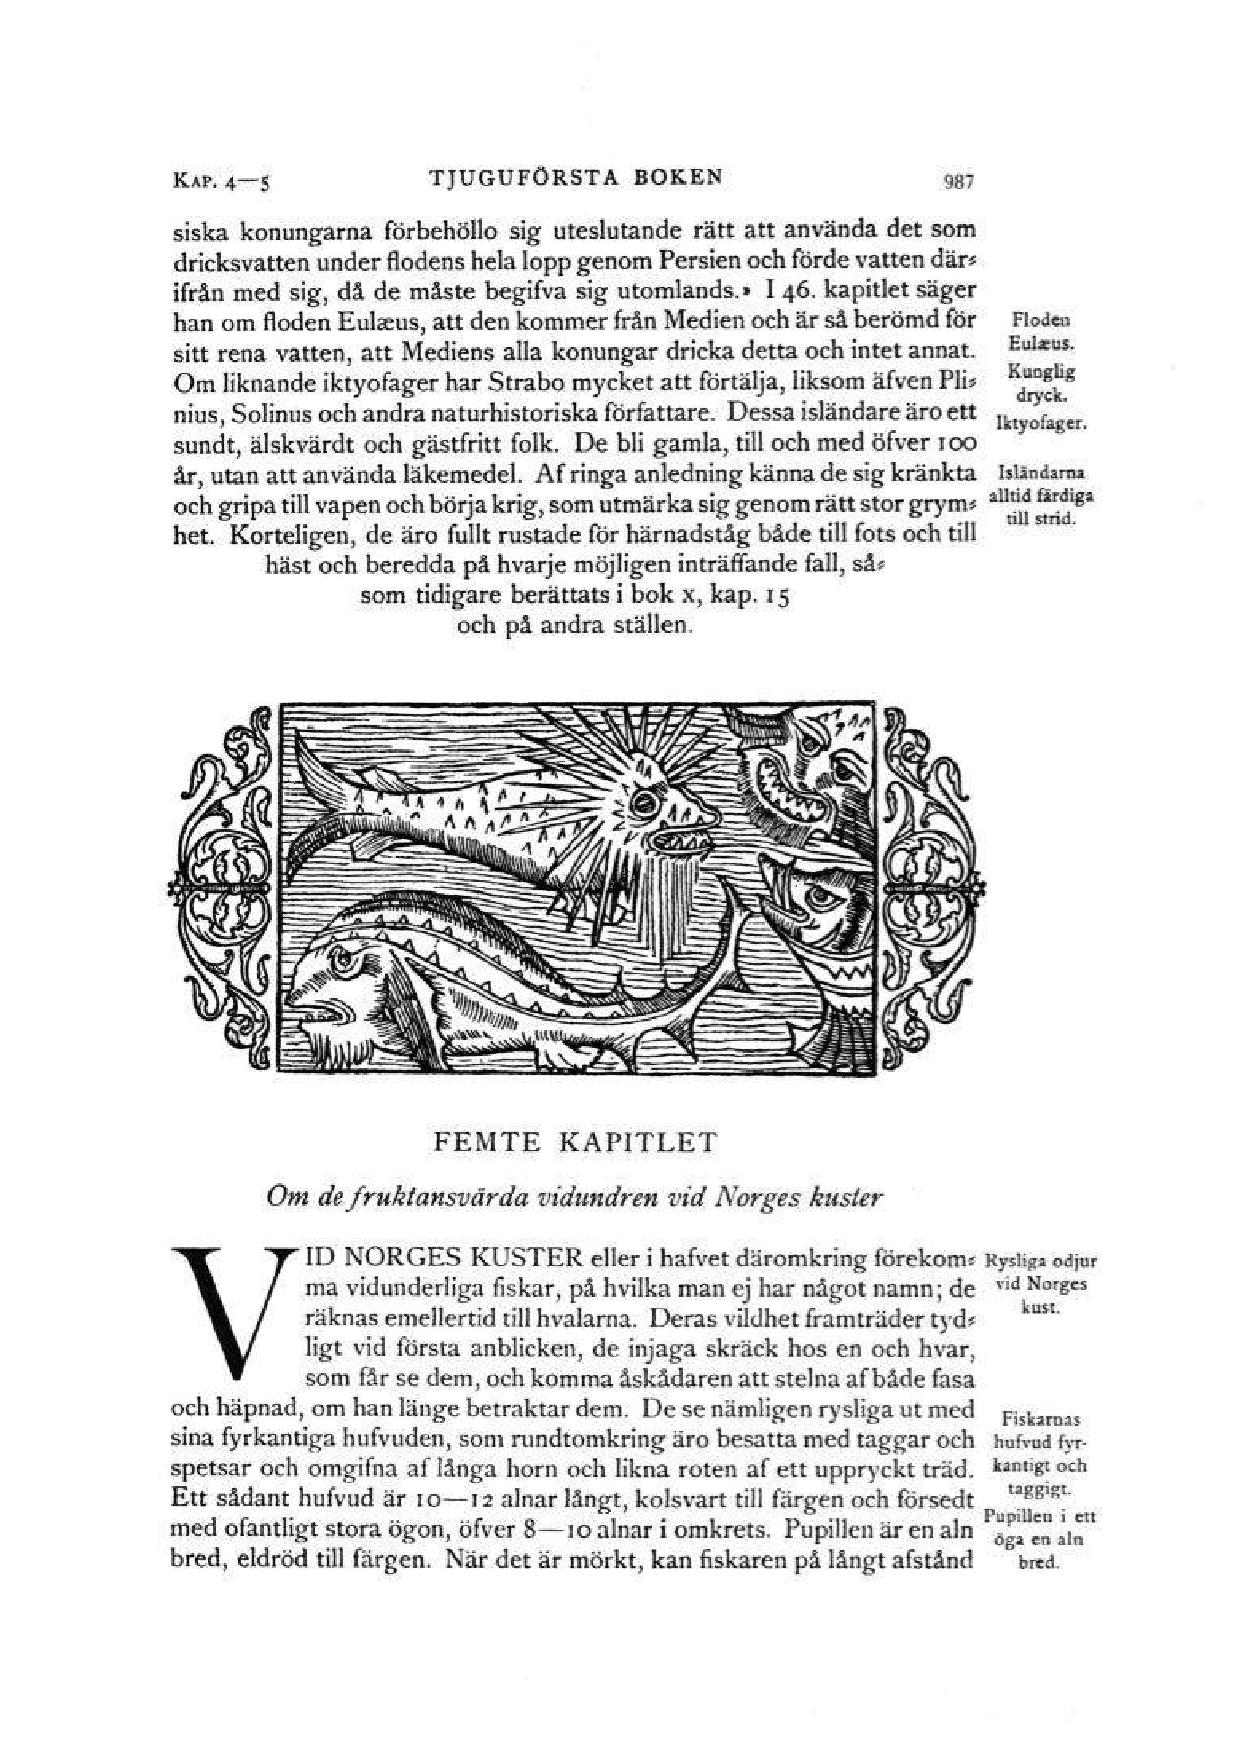 KAP. 4—5 TJUGUFÖRSTA BOKEN 987
siska konungarna förbehöllo sig uteslutande rätt att använda det som
dricksvatten under flodens hela lopp genom Persien och förde vatten där-
ifrån med sig, då de måste begifva sig utomlands.» I 46. kapitlet säger
han om floden Eulæus, att den kommer från Medien och är så berömd för
sitt rena vatten, att Mediens alla konungar dricka detta och intet annat.
Om liknande iktyofager har Strabo mycket att förtälja, liksom äfven Pli-
nius, Solinus och andra naturhistoriska författare. Dessa isländare äro ett
sundt, älskvärdt och gästfritt folk. De bli gamla, till och med öfver 100
år, utan att använda läkemedel. Af ringa anledning känna de sig kränkta
och gripa till vapen och börja krig, som utmärka sig genom rätt stor grym-
het. Korteligen, de äro fullt rustade för härnadståg både till fots och till
häst och beredda på hvarje möjligen inträffande fall, så-
som tidigare berättats i bok x, kap. 15
och på andra ställen.
Floden
Eulæus.
Kunglig
dryck.
Iktyofager.
Isländarna
alltid färdiga
till strid.
FEMTE KAPITLET
Om de fruktansvärda vidundren vid Norges kuster
VID NORGES KUSTER eller i hafvet däromkring förekom-
ma vidunderliga fiskar, på hvilka man ej har något namn; de
räknas emellertid till hvalarna. Deras vildhet framträder tyd-
ligt vid första anblicken, de injaga skräck hos en och hvar,
som får se dem, och komma åskådaren att stelna af både fasa
och häpnad, om han länge betraktar dem. De se nämligen rysliga ut med
sina fyrkantiga hufvuden, som rundtomkring äro besatta med taggar och
spetsar och omgifna af långa horn och likna roten af ett uppryckt träd.
Ett sådant hufvud är 10—12 alnar långt, kolsvart till färgen och försedt
med ofantligt stora ögon, öfver 8—10 alnar i omkrets. Pupillen är en aln
bred, eldröd till färgen. När det är mörkt, kan fiskaren på långt afstånd
Rysliga odjur
vid Norges
kust.
Fiskarnas
hufvud fyr-
kantigt och
taggigt.
Pupillen i ett
öga en aln
bred.